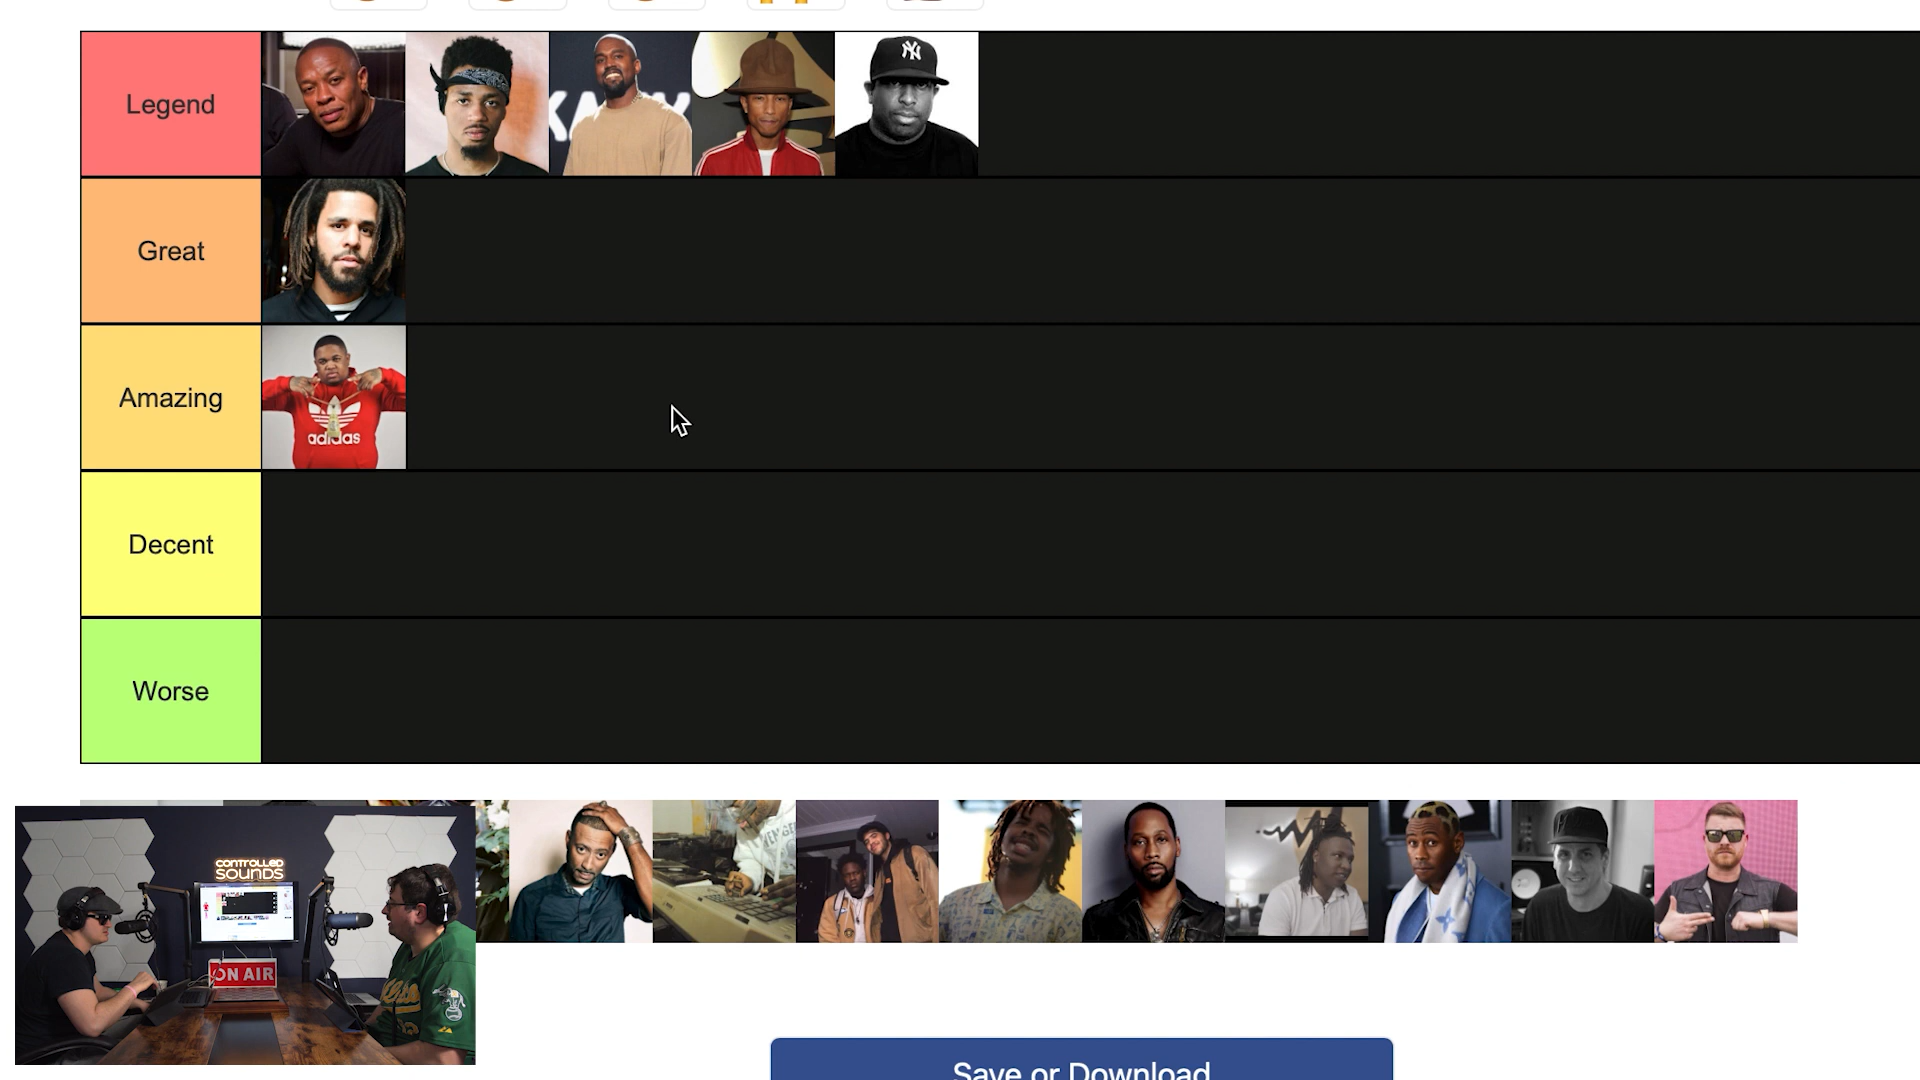 Legend
Great
Amazing
adidas
Decent
Worse
CONTROLLED
SOUNDS
ON AIR
Save or Download